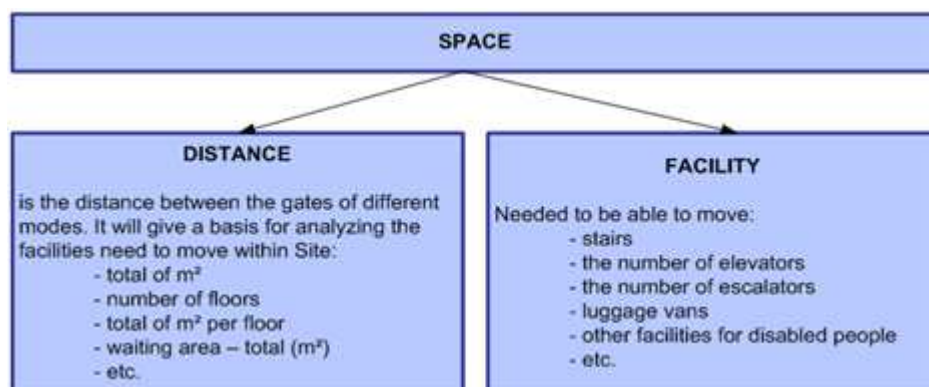 SPACE
DISTANCE
is the distance between the gates of different
modes. It will give a basis for analyzing the
facilities need to move within Site:
- total of m²
- number of floors
- total of m² per floor
- waiting area – total (m²)
- etc.
FACILITY
Needed to be able to move:
- stairs
- the number of elevators
- the number of escalators
- luggage vans
- other facilities for disabled people
- etc.